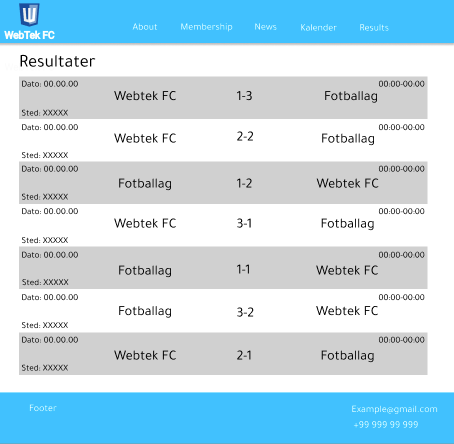 WebTek FC
About Membership News Kalender Results
Resultater
Dato: 00.00.00 00:00-00:00
Webtek FC 1-3 Fotballag
Sted: XXXXX
Dato: 00.00.00 00:00-00:00
Webtek FC 2-2 Fotballag
Sted: XXXXX
Dato: 00.00.00 00:00-00:00
Fotballag 1-2 Webtek FC
Sted: XXXXX
Dato: 00.00.00 00:00-00:00
Webtek FC 3-1 Fotballag
Sted: XXXXX
Dato: 00.00.00 00:00-00:00
Fotballag 1-1 Webtek FC
Sted: XXXXX
Dato: 00.00.00 00:00-00:00
Fotballag 3-2 Webtek FC
Sted: XXXXX
Dato: 00.00.00 00:00-00:00
Webtek FC 2-1 Fotballag
Sted: XXXXX
Footer Example@gmail.com
+99 999 99 999